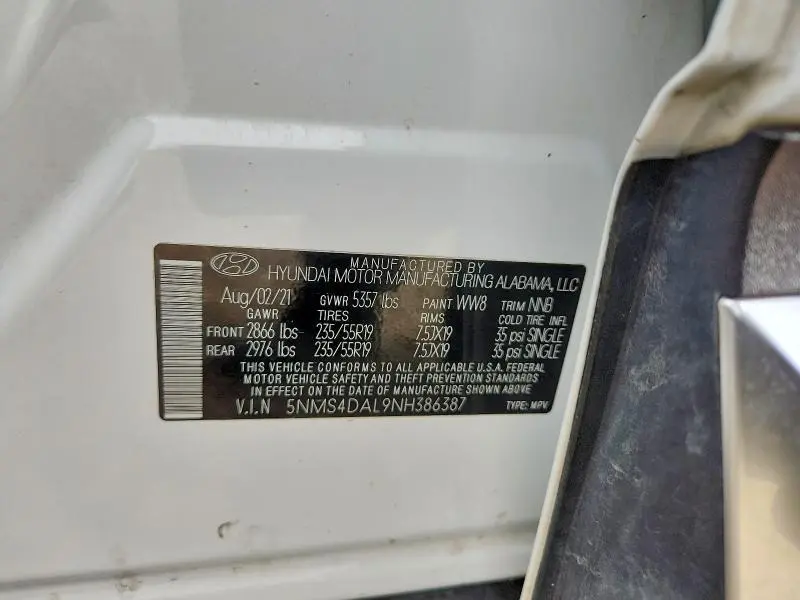 MANUFACTURED BY
HYUNDAI MOTOR MANUFACTURING ALABAMA, LLC
Aug/02/21 GVWR 5357 lbs PAINT WW8 TRIM NNB
GAWR TIRES RIMS COLD TIRE INFL
FRONT 2866 lbs 235/55R19 7.5JX19 35 psi SINGLE
REAR 2976 lbs 235/55R19 7.5JX19 35 psi SINGLE
THIS VEHICLE CONFORMS TO ALL APPLICABLE U.S.A. FEDERAL
MOTOR VEHICLE SAFETY AND THEFT PREVENTION STANDARDS
IN EFFECT ON THE DATE OF MANUFACTURE SHOWN ABOVE.
V.I.N 5NMS4DAL9NH386387 TYPE: MPV